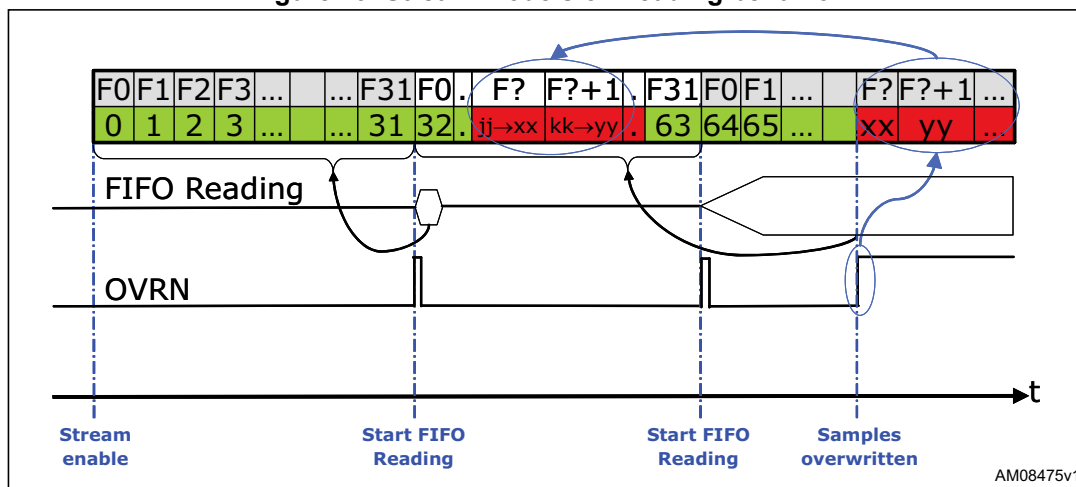 F0 F1 F2 F3 ... ... F31 F0 . F? F?+1 . F31 F0 F1 ... F? F?+1 ...
0 1 2 3 ... ... 31 32 . jj→xx kk→yy . 63 64 65 ... xx yy ...
FIFO Reading
OVRN
t
Stream
enable
Start FIFO
Reading
Start FIFO
Reading
Samples
overwritten
AM08475v1